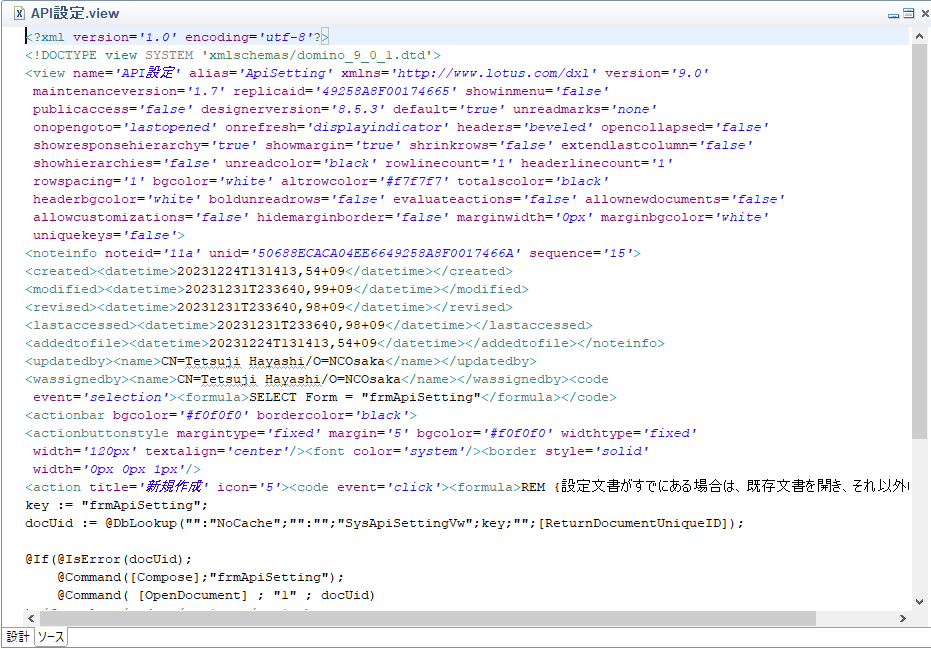 API設定.view
<?xml version='1.0' encoding='utf-8'?>
<!DOCTYPE view SYSTEM 'xmlschemas/domino_9_0_1.dtd'>
<view name='API設定' alias='ApiSetting' xmlns='http://www.lotus.com/dxl' version='9.0'
maintenanceversion='1.7' replicaid='49258A8F00174665' showinmenu='false'
publicaccess='false' designerversion='8.5.3' default='true' unreadmarks='none'
onopengoto='lastopened' onrefresh='displayindicator' headers='beveled' opencollapsed='false'
showresponsehierarchy='true' showmargin='true' shrinkrows='false' extendlastcolumn='false'
showhierarchies='false' unreadcolor='black' rowlinecount='1' headerlinecount='1'
rowspacing='1' bgcolor='white' altrowcolor='#f7f7f7' totalscolor='black'
headerbgcolor='white' boldunreadrows='false' evaluateactions='false' allownewdocuments='false'
allowcustomizations='false' hidemarginborder='false' marginwidth='0px' marginbgcolor='white'
uniquekeys='false'>
<noteinfo noteid='11a' unid='50688ECACA04EE6649258A8F0017466A' sequence='15'>
<created><datetime>20231224T131413,54+09</datetime></created>
<modified><datetime>20231231T233640,99+09</datetime></modified>
<revised><datetime>20231231T233640,98+09</datetime></revised>
<lastaccessed><datetime>20231231T233640,98+09</datetime></lastaccessed>
<addedtofile><datetime>20231224T131413,54+09</datetime></addedtofile></noteinfo>
<updatedby><name>CN=Tetsuji Hayashi/O=NCOsaka</name></updatedby>
<wassignedby><name>CN=Tetsuji Hayashi/O=NCOsaka</name></wassignedby><code
event='selection'><formula>SELECT Form = "frmApiSetting"</formula></code>
<actionbar bgcolor='#f0f0f0' bordercolor='black'>
<actionbuttonstyle margintype='fixed' margin='5' bgcolor='#f0f0f0' widthtype='fixed'
width='120px' textalign='center'/><font color='system'/><border style='solid'
width='0px 0px 1px'/>
<action title='新規作成' icon='5'><code event='click'><formula>REM {設定文書がすでにある場合は、既存文書を開き、それ以外
key := "frmApiSetting";
docUid := @DbLookup("":"NoCache";"":"";"SysApiSettingVw";key;"";[ReturnDocumentUniqueID]);
@If(@IsError(docUid);
@Command([Compose];"frmApiSetting");
@Command( [OpenDocument] ; "1" ; docUid)
設計 ソース